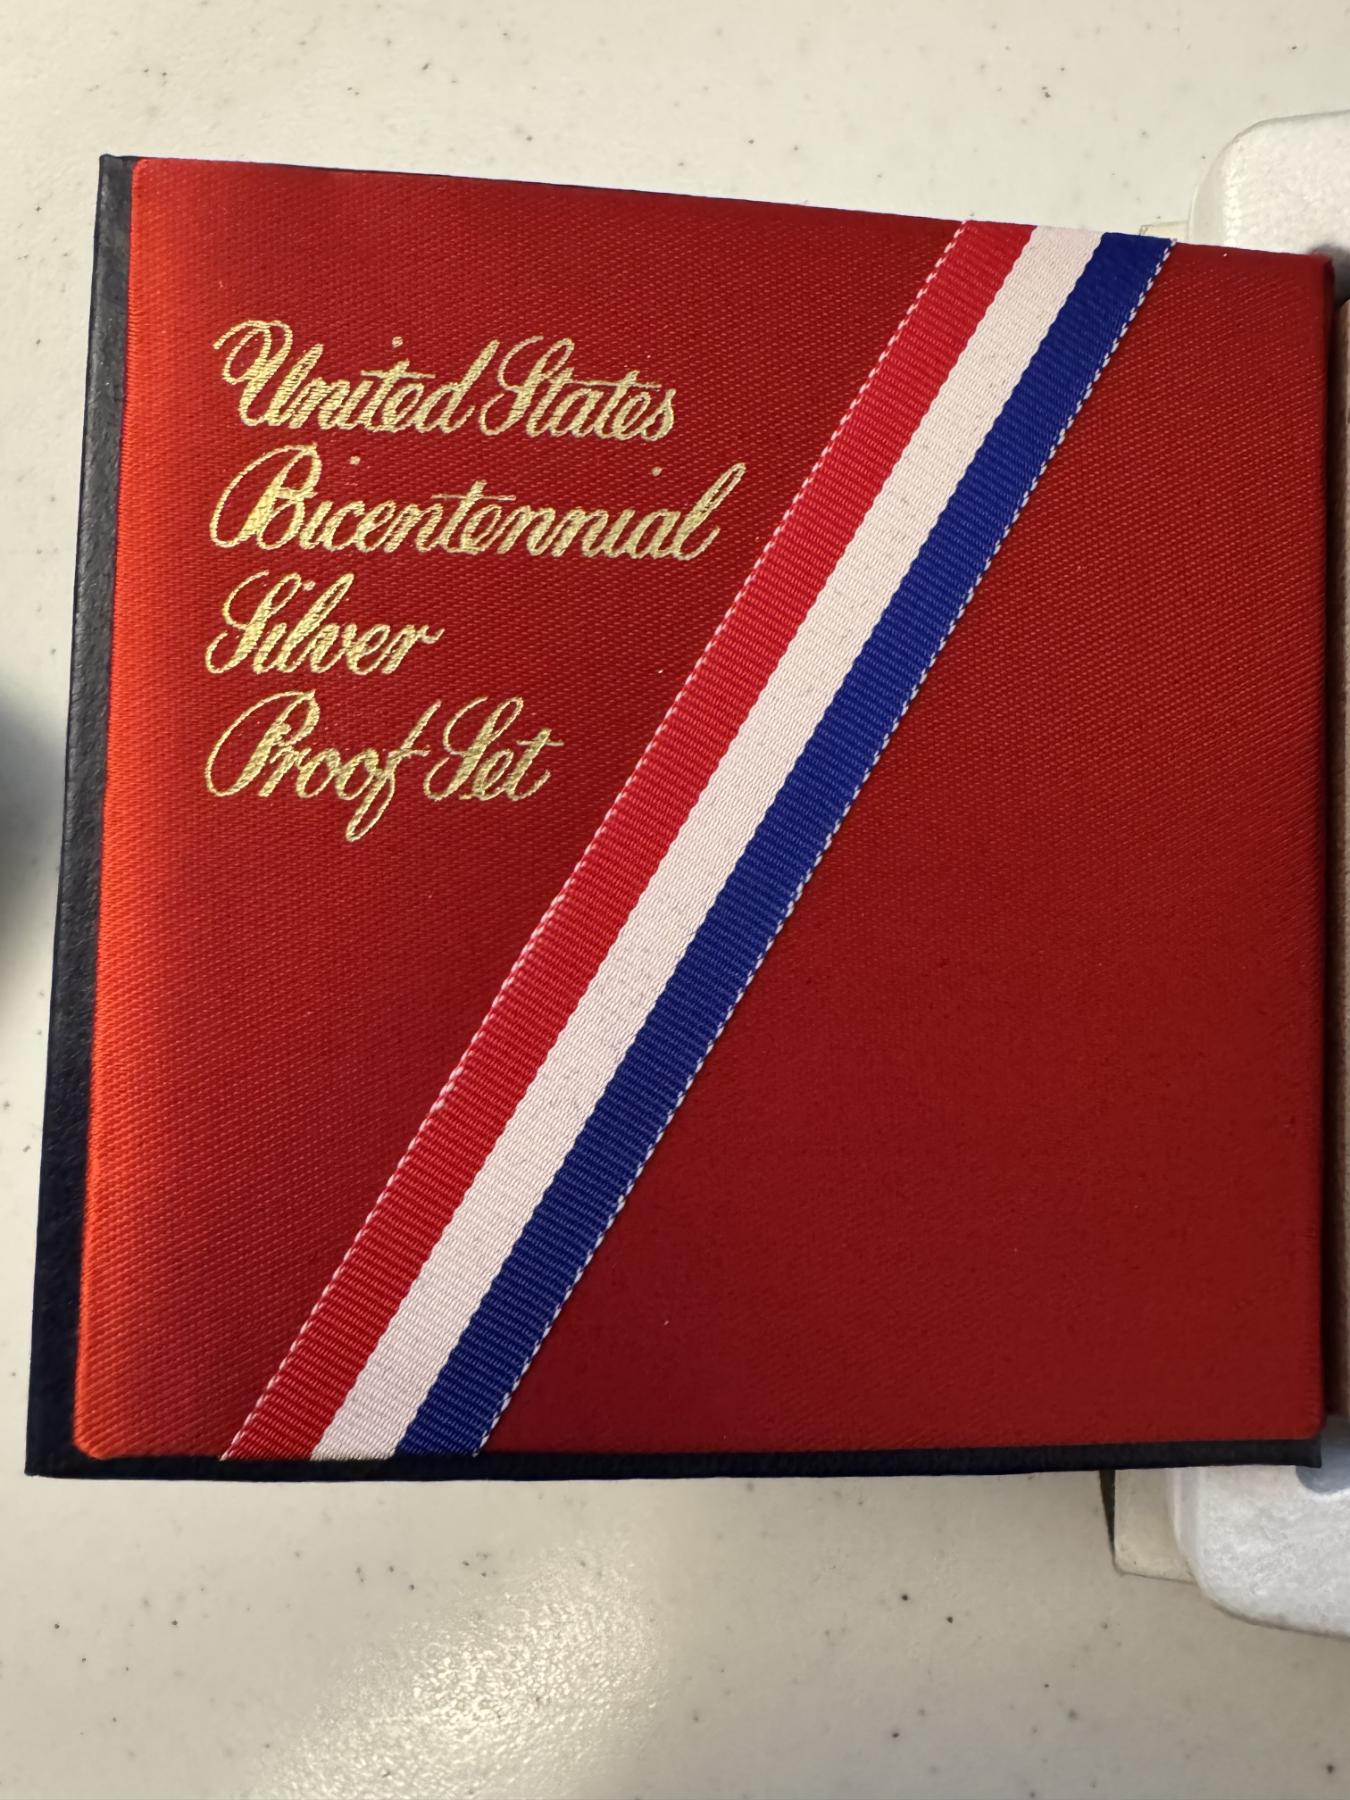 United States
Bicentennial
Silver
Proof Set